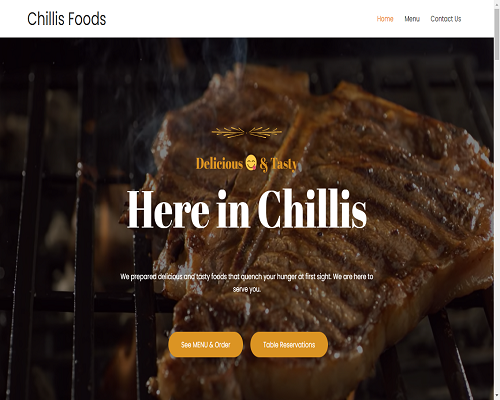 Chillis Foods
Home Menu Contact Us
Delicious 😋 & Tasty
Here in Chillis
We prepared delicious and tasty foods that quench your hunger at first sight. We are here to
serve you.
See MENU & Order
Table Reservations